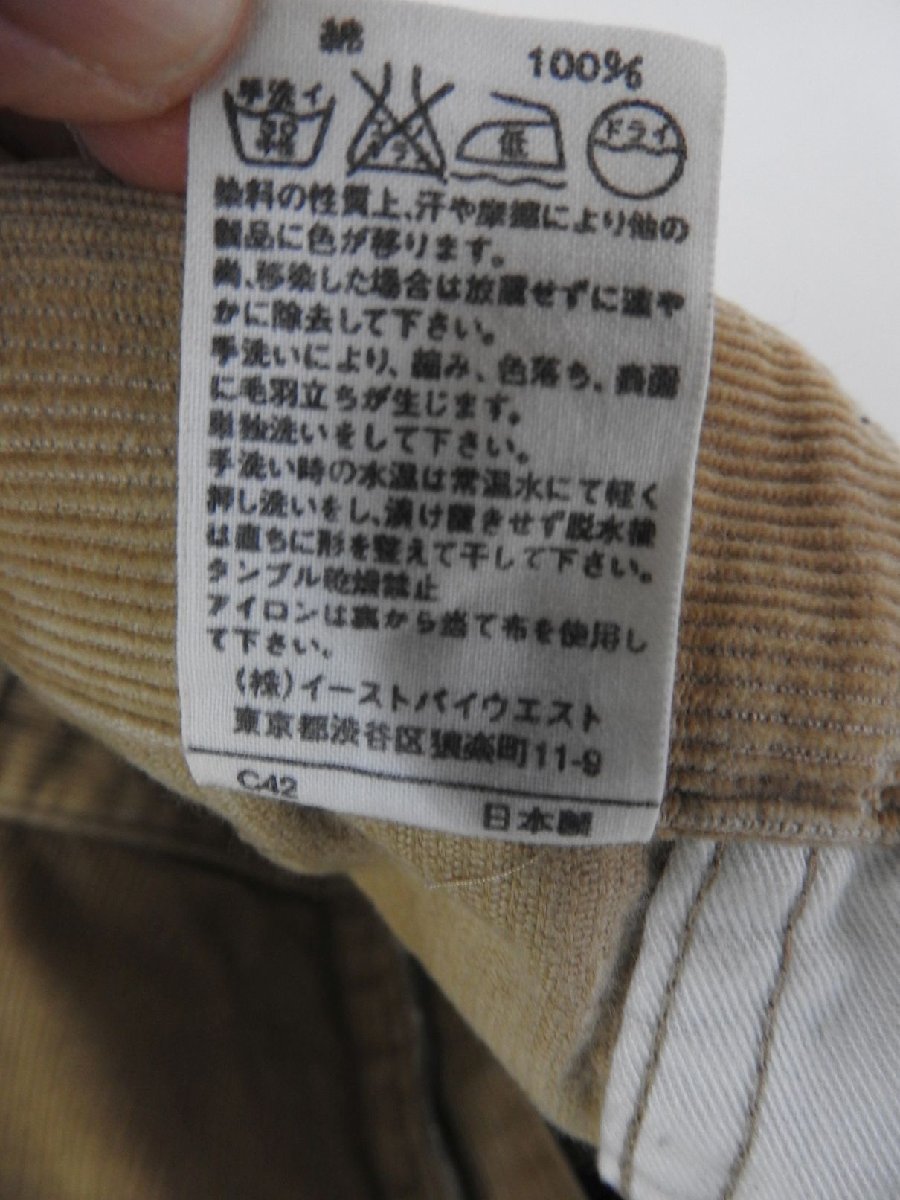 綿 100%
手洗イ 30 中性 エンソサラシ 低 ドライ
染料の性質上、汗や摩擦により他の
製品に色が移ります。
尚、移染した場合は放置せずに速や
かに除去して下さい。
手洗いにより、縮み、色落ち、表面
に毛羽立ちが生じます。
単独洗いをして下さい。
手洗い時の水温は常温水にて軽く
押し洗いをし、漬け置きせず脱水後
は直ちに形を整えて干して下さい。
タンブル乾燥禁止
アイロンは裏から当て布を使用し
て下さい。
(株)イーストバイウエスト
東京都渋谷区猿楽町11-9
C42
日本製